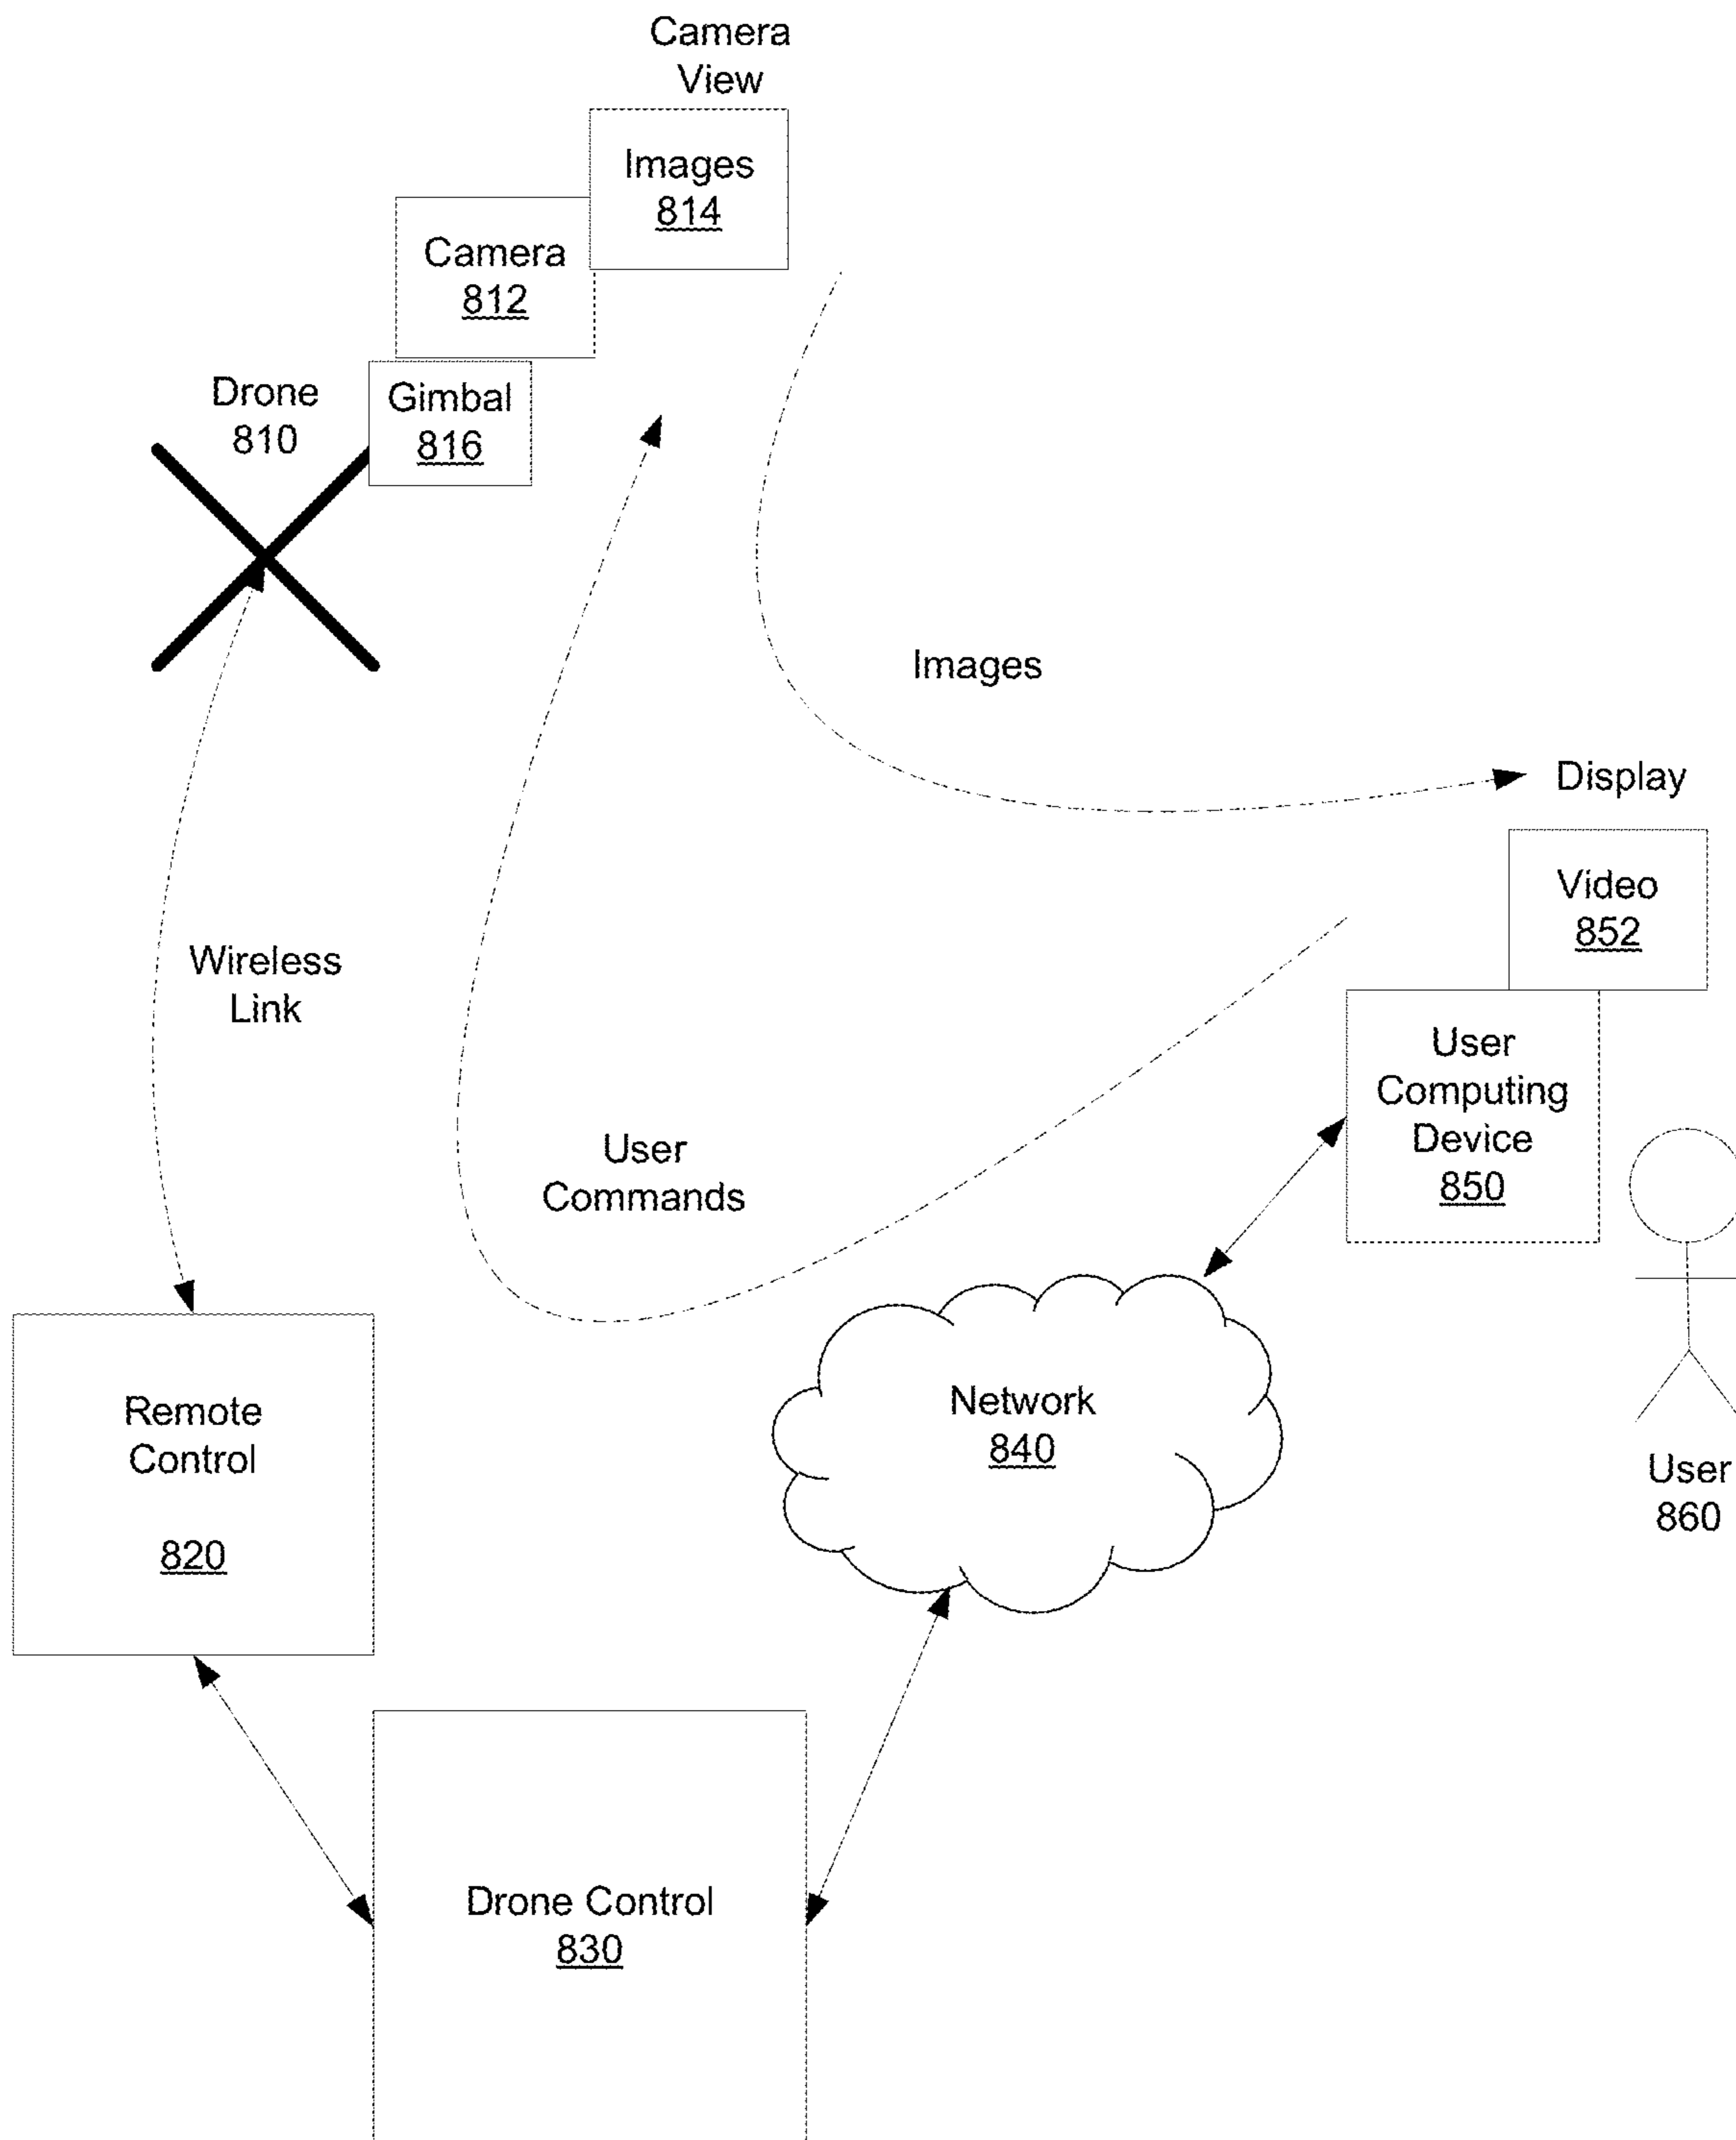 Camera
View
Images
814
Camera
812
Drone
810
Gimbal
816
Images
Display
Video
852
Wireless
Link
User
Computing
Device
850
User
Commands
Remote
Control
820
Network
840
User
860
Drone Control
830